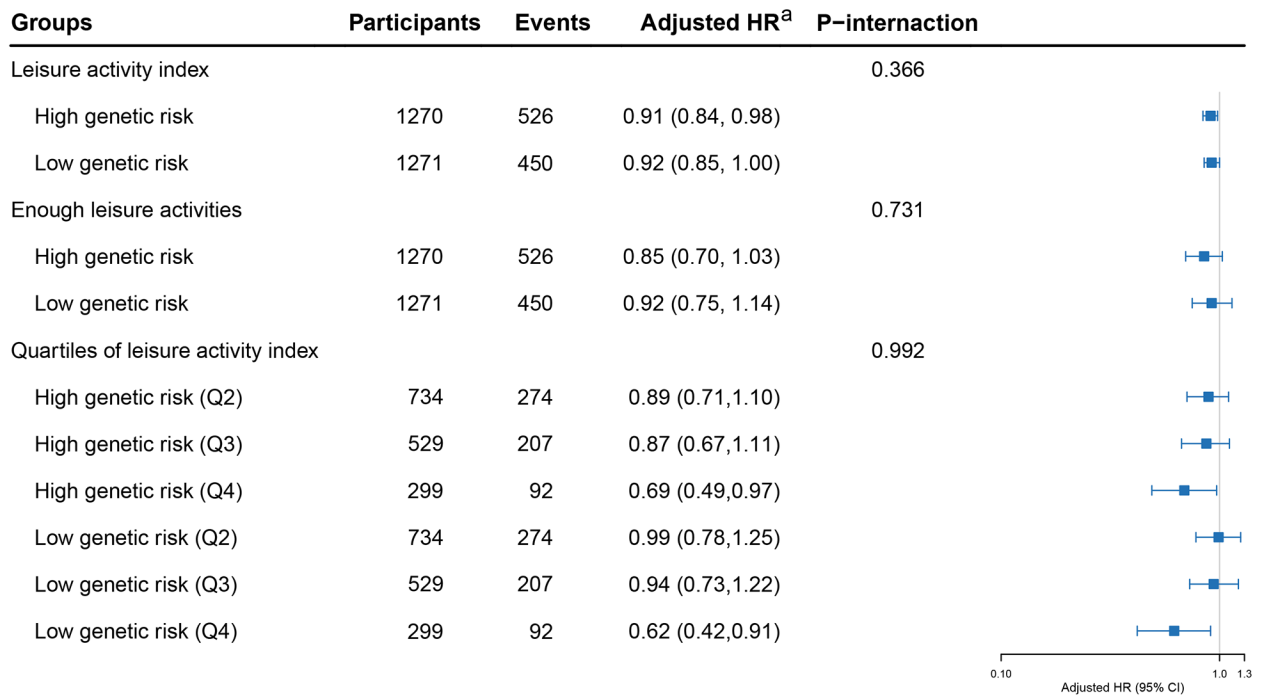 Groups Participants Events Adjusted HRa P−internaction
Leisure activity index 0.366
High genetic risk 1270 526 0.91 (0.84, 0.98)
Low genetic risk 1271 450 0.92 (0.85, 1.00)
Enough leisure activities 0.731
High genetic risk 1270 526 0.85 (0.70, 1.03)
Low genetic risk 1271 450 0.92 (0.75, 1.14)
Quartiles of leisure activity index 0.992
High genetic risk (Q2) 734 274 0.89 (0.71,1.10)
High genetic risk (Q3) 529 207 0.87 (0.67,1.11)
High genetic risk (Q4) 299 92 0.69 (0.49,0.97)
Low genetic risk (Q2) 734 274 0.99 (0.78,1.25)
Low genetic risk (Q3) 529 207 0.94 (0.73,1.22)
Low genetic risk (Q4) 299 92 0.62 (0.42,0.91)
0.10 1.0 1.3
Adjusted HR (95% CI)